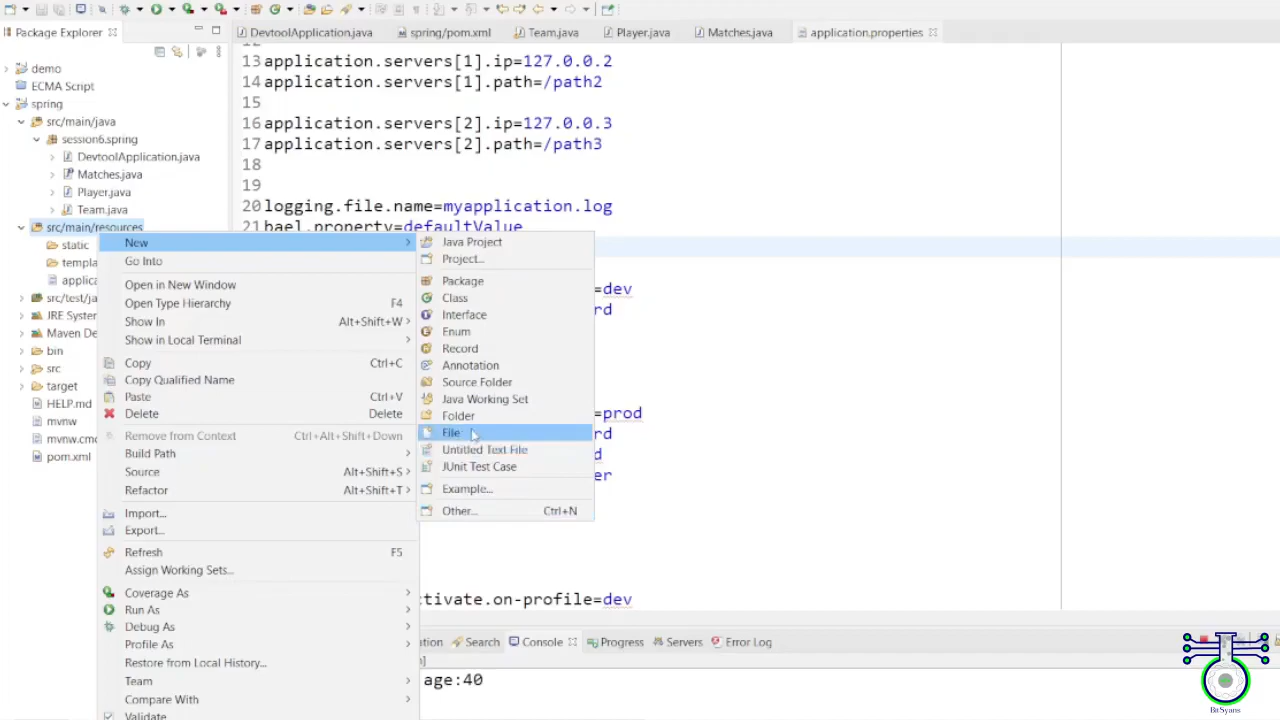 Package Explorer
DevtoolApplication.java
spring/pom.xml
Team.java
Player.java
Matches.java
application.properties
demo
ECMA Script
spring
src/main/java
session6.spring
DevtoolApplication.java
Matches.java
Player.java
Team.java
src/main/resources
static
templa
applica
src/test/ja
JRE System
Maven De
bin
src
target
HELP.md
mvnw
mvnw.cmd
pom.xml
13 application.servers[1].ip=127.0.0.2
14 application.servers[1].path=/path2
15
16 application.servers[2].ip=127.0.0.3
17 application.servers[2].path=/path3
18
19
20 logging.file.name=myapplication.log
21 bael.property=defaultValue
=dev
rd
=prod
rd
d
er
ctivate.on-profile=dev
New
Go Into
Open in New Window
Open Type Hierarchy F4
Show In Alt+Shift+W
Show in Local Terminal
Copy Ctrl+C
Copy Qualified Name
Paste Ctrl+V
Delete Delete
Remove from Context Ctrl+Alt+Shift+Down
Build Path
Source Alt+Shift+S
Refactor Alt+Shift+T
Import...
Export...
Refresh F5
Assign Working Sets...
Coverage As
Run As
Debug As
Profile As
Restore from Local History...
Team
Compare With
Validate
Java Project
Project...
Package
Class
Interface
Enum
Record
Annotation
Source Folder
Java Working Set
Folder
File
Untitled Text File
JUnit Test Case
Example...
Other... Ctrl+N
ution
Search
Console
Progress
Servers
Error Log
age:40
BitSyans